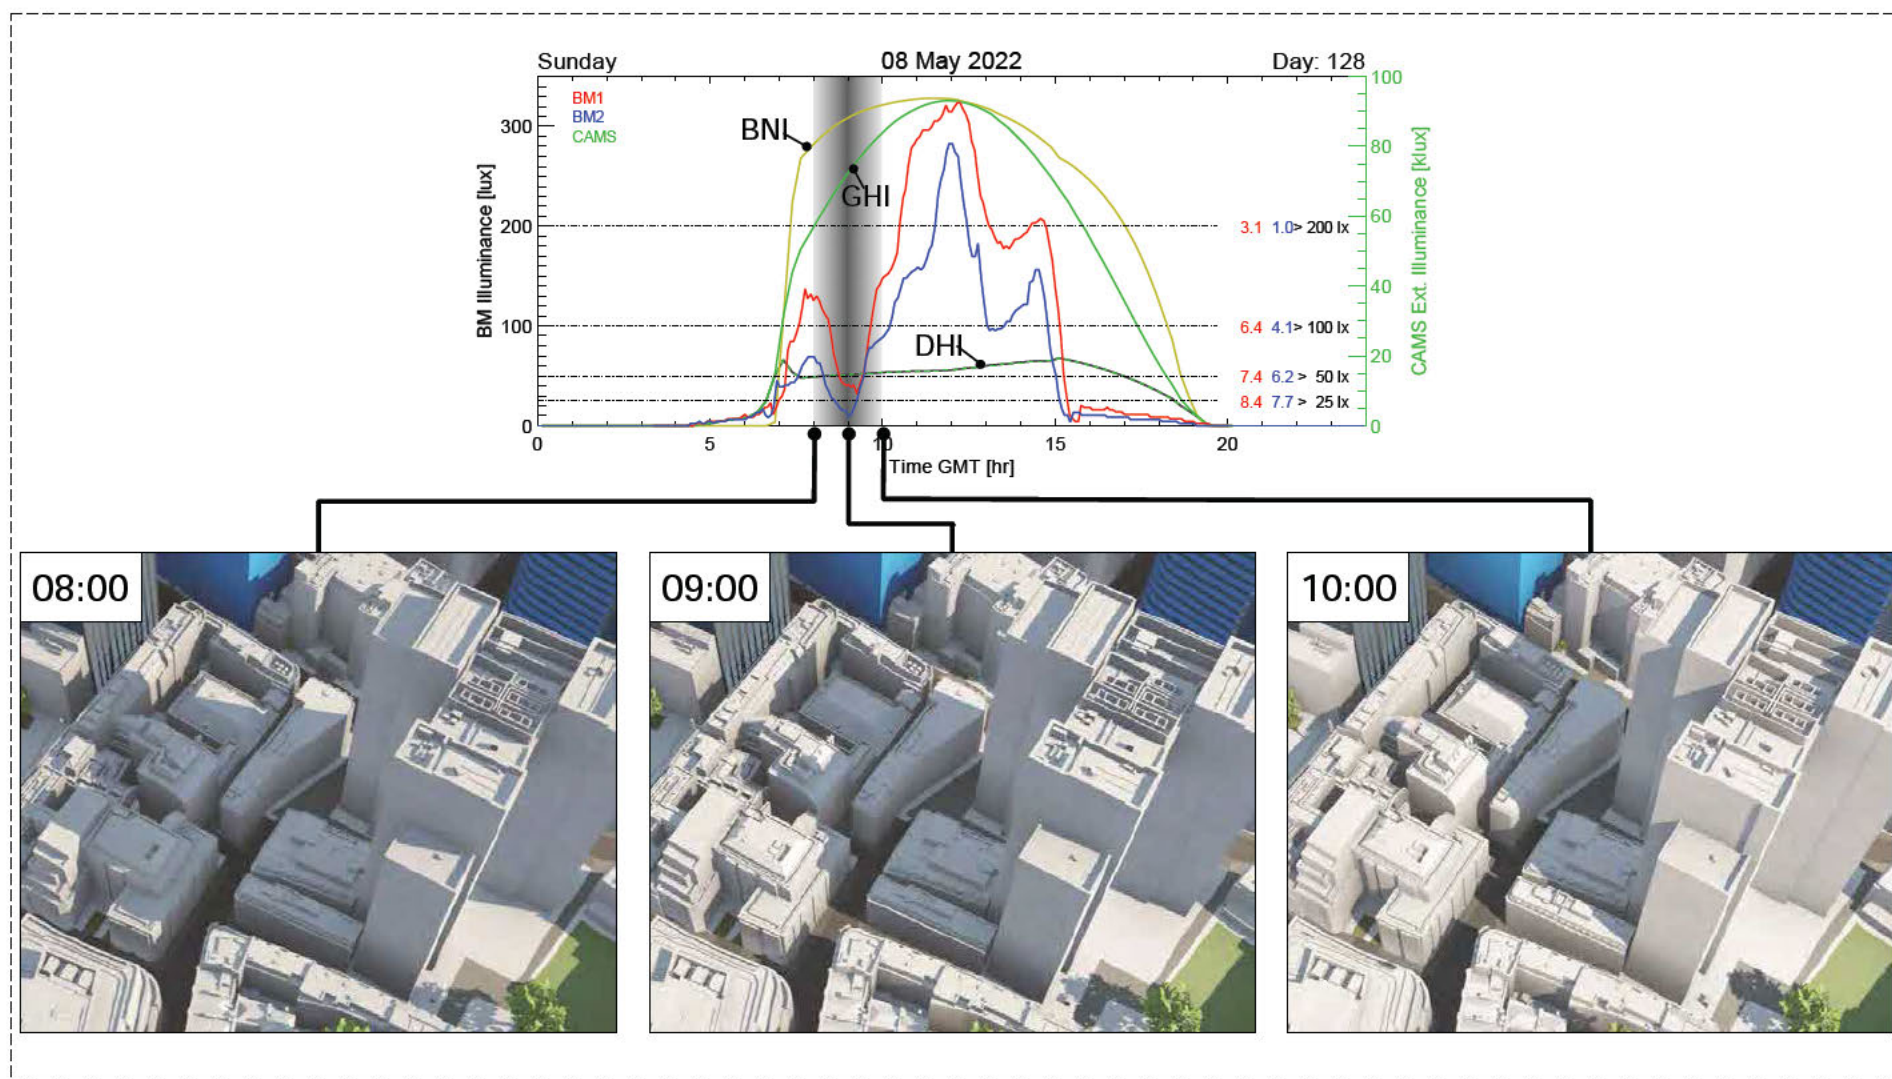 Sunday 08 May 2022 Day: 128
BM1
BM2
CAMS
BNI
GHI
DHI
BM Illuminance [lux]
300
200
100
0
CAMS Ext. Illuminance [klux]
100
80
60
40
20
0
3.1 1.0> 200 lx
6.4 4.1> 100 lx
7.4 6.2 > 50 lx
8.4 7.7 > 25 lx
0 5 10 15 20
Time GMT [hr]
08:00 09:00 10:00